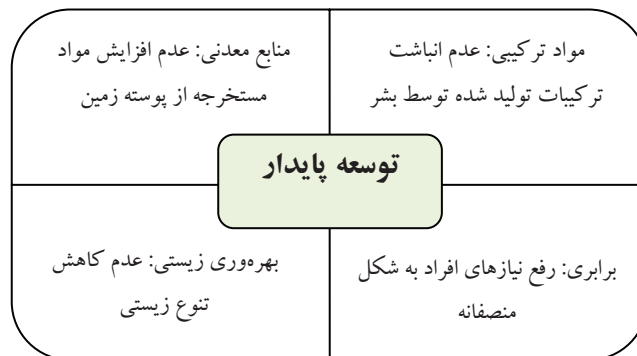 مواد ترکیبی: عدم انباشت
ترکیبات تولید شده توسط بشر
منابع معدنی: عدم افزایش مواد
مستخرجه از پوسته زمین
توسعه پایدار
برابری: رفع نیازهای افراد به شکل
منصفانه
بهره‌وری زیستی: عدم کاهش
تنوع زیستی